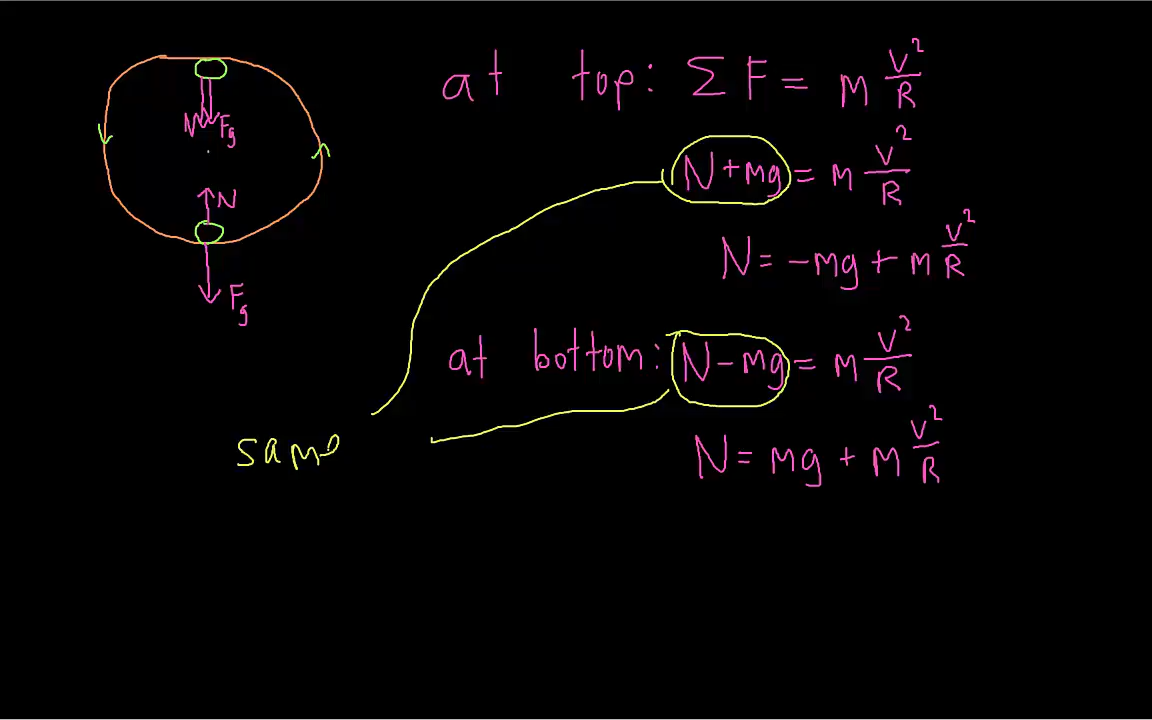 at top: ΣF = m v²/R
N Fg
N + mg = m v²/R
N
N = -mg + m v²/R
Fg
at bottom: N - mg = m v²/R
same
N = mg + m v²/R